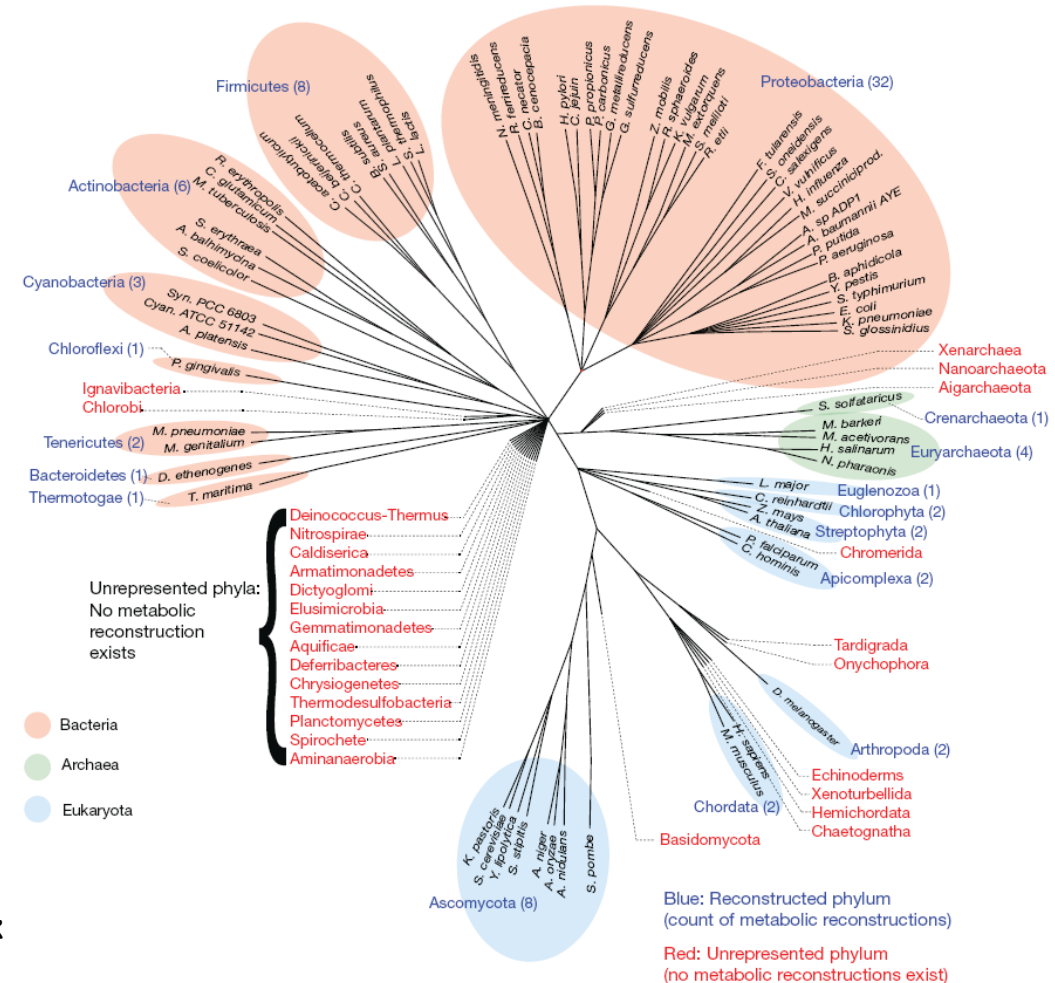 Firmicutes (8)
C. acetobutylicum
C. beijerinickii
C. thermocellum
B. subtilis
S. aureus
L. plantarum
S. thermophilus
L. lactis
Proteobacteria (32)
N. meningitidis
R. ferrireducens
C. necator
B. cenocepacia
H. pylori
C. jejuin
P. propionicus
P. carbonicus
G. metallireducens
G. sulfurreducens
Z. mobilis
R. sphaeroides
K. vulgarum
M. extorquens
S. melloti
R. etli
F. tularensis
S. oneidensis
C. salexigens
V. vulnificus
H. influenza
M. succiniciprod.
A. sp ADP1
A. baumannii AYE
P. putida
P. aeruginosa
B. aphidicola
Y. pestis
S. typhimurium
E. coli
K. pneumoniae
S. glossinidius
Actinobacteria (6)
R. erythropolis
C. glutamicum
M. tuberculosis
S. erythraea
A. balhimycina
S. coelicolor
Cyanobacteria (3)
Syn. PCC 6803
Cyan. ATCC 51142
A. platensis
Chloroflexi (1)
P. gingivalis
Ignavibacteria
Chlorobi
Tenericutes (2)
M. pneumoniae
M. genitalium
Bacteroidetes (1)
D. ethenogenes
Thermotogae (1)
T. maritima
Xenarchaea
Nanoarchaeota
Aigarchaeota
S. solfataricus
Crenarchaeota (1)
M. barkeri
M. acetivorans
H. salinarum
N. pharaonis
Euryarchaeota (4)
L. major
Euglenozoa (1)
C. reinhardtii
Chlorophyta (2)
Z. mays
A. thaliana
Streptophyta (2)
Chromerida
P. falciparum
C. hominis
Apicomplexa (2)
Unrepresented phyla:
No metabolic
reconstruction
exists
Deinococcus-Thermus
Nitrospirae
Caldiserica
Armatimonadetes
Dictyoglomi
Elusimicrobia
Gemmatimonadetes
Aquificae
Deferribacteres
Chrysiogenetes
Thermodesulfobacteria
Planctomycetes
Spirochete
Aminanaerobia
Tardigrada
Onychophora
D. melanogaster
Arthropoda (2)
H. sapiens
M. musculus
Chordata (2)
Echinoderms
Xenoturbellida
Hemichordata
Chaetognatha
Basidomycota
K. pastoris
S. cerevisiae
Y. lipolytica
S. stipitis
A. niger
A. oryzae
A. nidulans
S. pombe
Ascomycota (8)
Bacteria
Archaea
Eukaryota
Blue: Reconstructed phylum
(count of metabolic reconstructions)
Red: Unrepresented phylum
(no metabolic reconstructions exist)